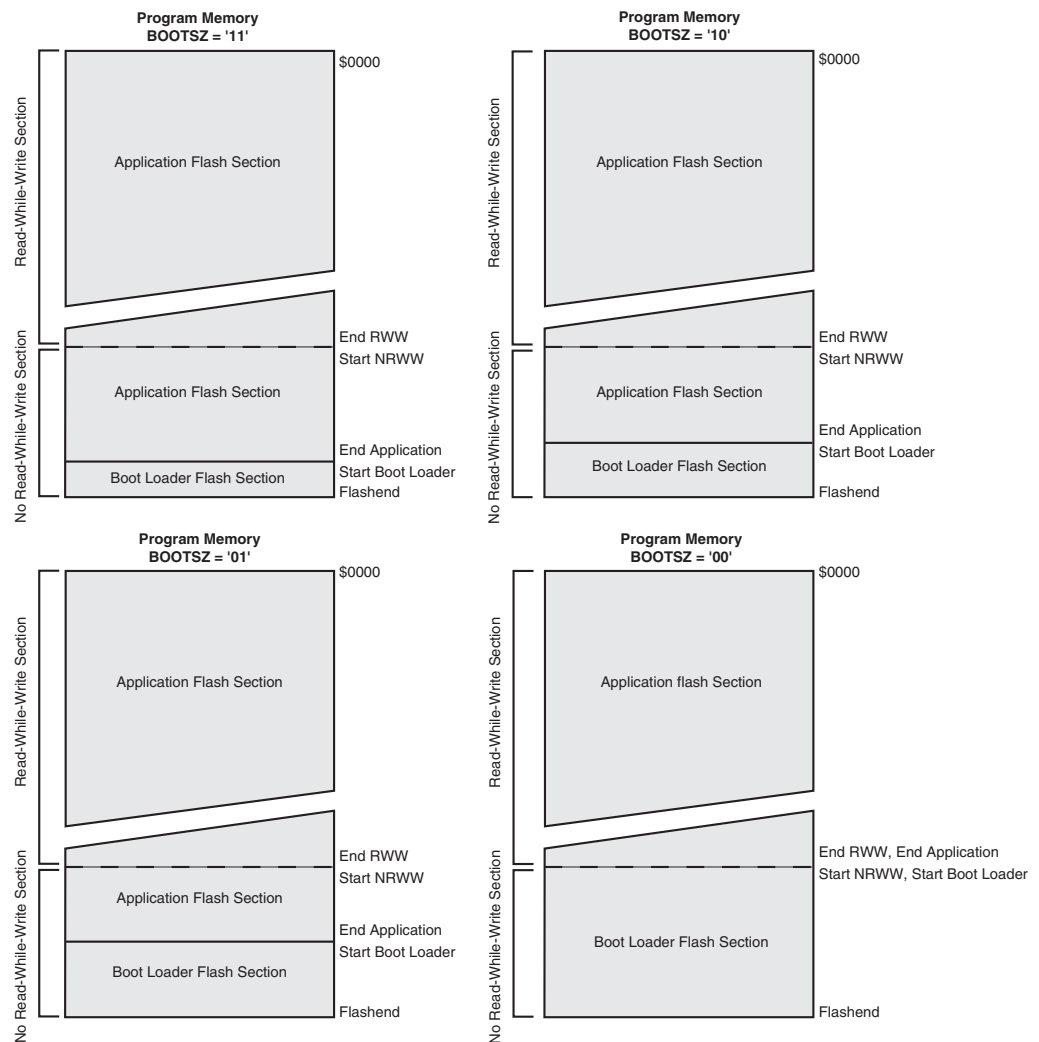 Program Memory
BOOTSZ = '11'
$0000
Read-While-Write Section
Application Flash Section
End RWW
Start NRWW
No Read-While-Write Section
Application Flash Section
End Application
Start Boot Loader
Boot Loader Flash Section
Flashend
Program Memory
BOOTSZ = '10'
$0000
Read-While-Write Section
Application Flash Section
End RWW
Start NRWW
No Read-While-Write Section
Application Flash Section
End Application
Start Boot Loader
Boot Loader Flash Section
Flashend
Program Memory
BOOTSZ = '01'
$0000
Read-While-Write Section
Application Flash Section
End RWW
Start NRWW
No Read-While-Write Section
Application Flash Section
End Application
Start Boot Loader
Boot Loader Flash Section
Flashend
Program Memory
BOOTSZ = '00'
$0000
Read-While-Write Section
Application flash Section
End RWW, End Application
Start NRWW, Start Boot Loader
No Read-While-Write Section
Boot Loader Flash Section
Flashend